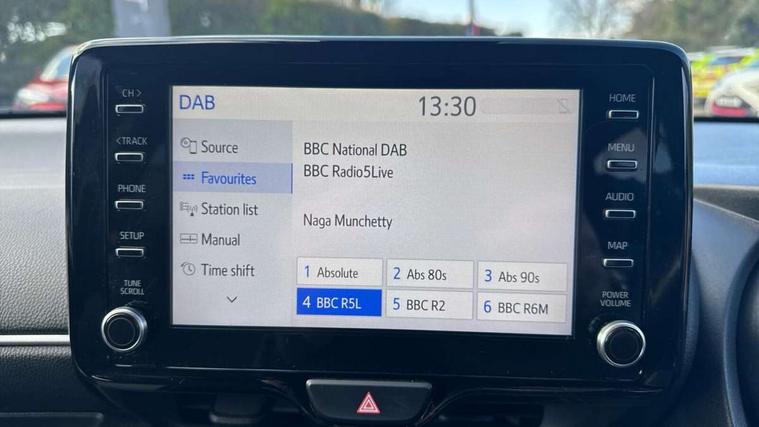 CH >
<TRACK
PHONE
SETUP
TUNE
SCROLL
DAB
13:30
Source
Favourites
Station list
Manual
Time shift
BBC National DAB
BBC Radio5Live
Naga Munchetty
1 Absolute
2 Abs 80s
3 Abs 90s
4 BBC R5L
5 BBC R2
6 BBC R6M
HOME
MENU
AUDIO
MAP
POWER
VOLUME